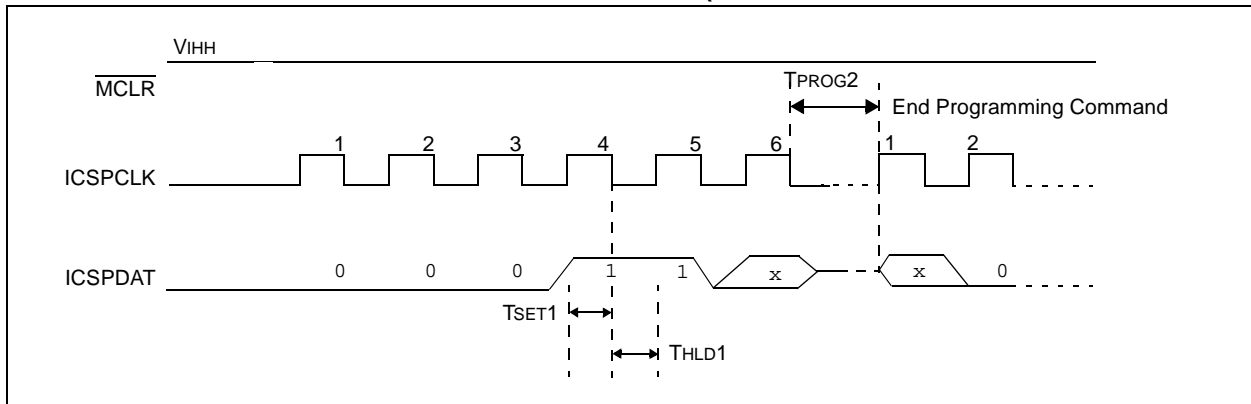 VIHH
MCLR
TPROG2
End Programming Command
1 2 3 4 5 6 1 2
ICSPCLK
ICSPDAT
0 0 0 1 1 x x 0
TSET1
THLD1